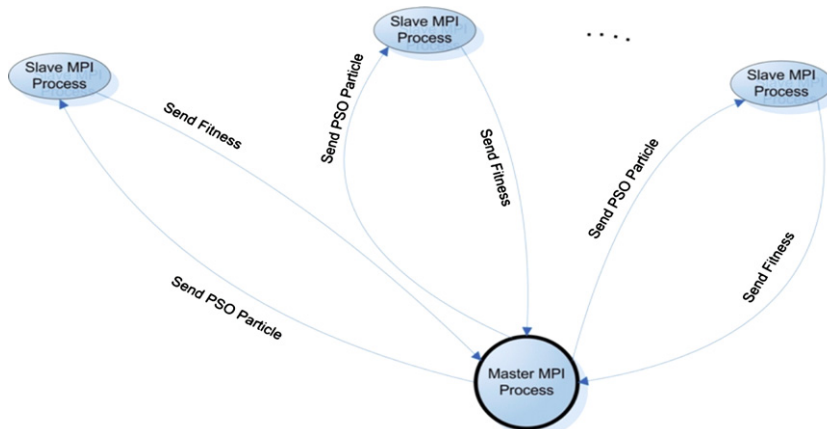 Slave MPI
Process
Slave MPI
Process
. . . .
Slave MPI
Process
Send Fitness
Send PSO Particle
Send PSO Particle
Send Fitness
Send PSO Particle
Send Fitness
Master MPI
Process